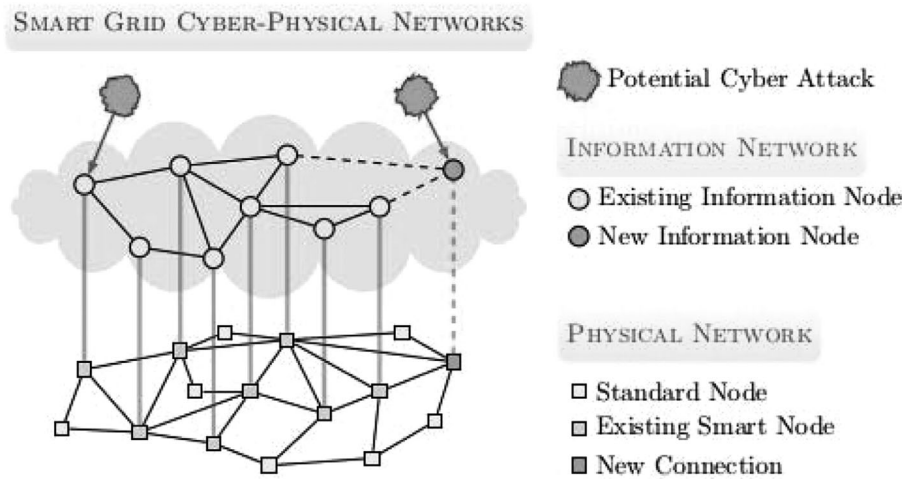 SMART GRID CYBER-PHYSICAL NETWORKS
Potential Cyber Attack
INFORMATION NETWORK
Existing Information Node
New Information Node
PHYSICAL NETWORK
Standard Node
Existing Smart Node
New Connection